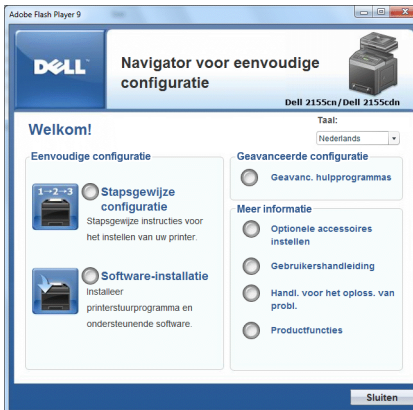 Adobe Flash Player 9
DELL
Navigator voor eenvoudige
configuratie
Dell 2155cn/Dell 2155cdn
Welkom!
Taal:
Nederlands
Eenvoudige configuratie
1→2→3
Stapsgewijze
configuratie
Stapsgewijze instructies voor
het instellen van uw printer.
Software-installatie
Installeer
printerstuurprogramma en
ondersteunende software.
Geavanceerde configuratie
Geavanc. hulpprogrammas
Meer informatie
Optionele accessoires
instellen
Gebruikershandleiding
Handl. voor het oploss. van
probl.
Productfuncties
Sluiten